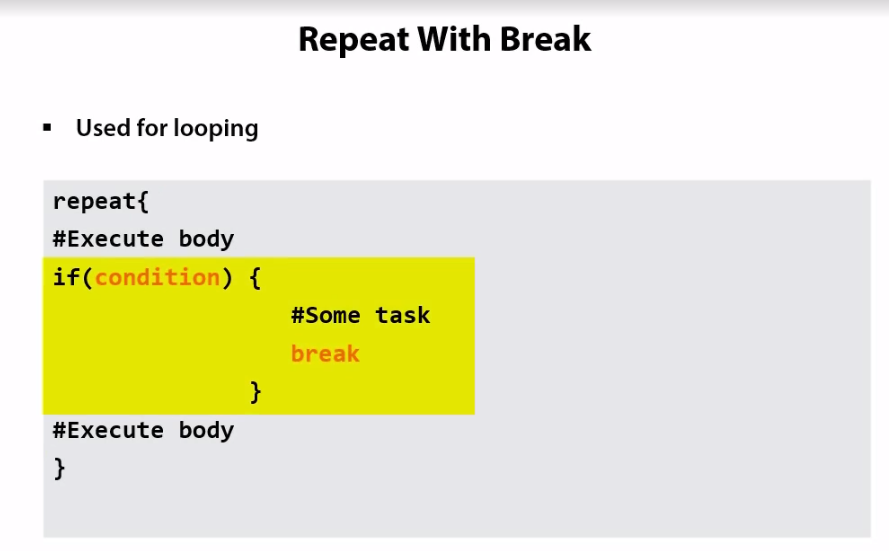 Repeat With Break
▪ Used for looping
repeat{
#Execute body
if(condition) {
#Some task
break
}
#Execute body
}